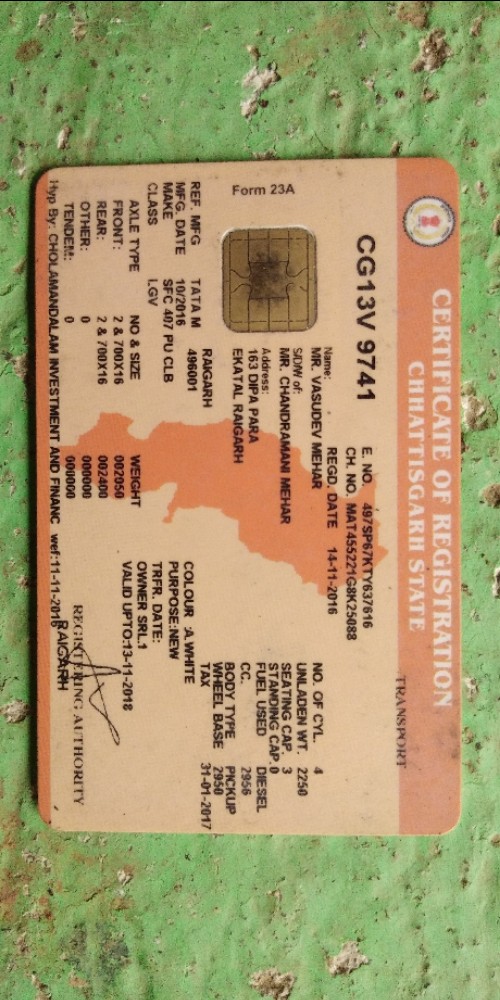 CERTIFICATE OF REGISTRATION
CHHATTISGARH STATE
TRANSPORT
CG13V 9741
E. NO. 497SP67KTY637616
CH. NO. MAT455221G8K25088
REGD. DATE 14-11-2016
Name:
MR. VASUDEV MEHAR
S/D/W of:
MR. CHANDRAMANI MEHAR
Address:
163 DIPA PARA
EKATAL RAIGARH
RAIGARH
496001
Form 23A
NO. OF CYL. 4
UNLADEN WT. 2250
SEATING CAP. 3
STANDING CAP. 0
FUEL USED DIESEL
CC. 2956
BODY TYPE PICKUP
WHEEL BASE 2950
TAX 31-01-2017
REF. MFG TATA M
MFG. DATE 10/2016
MAKE SFC 407 PU CLB
CLASS LGV
COLOUR :A.WHITE
PURPOSE:NEW
TRFR. DATE:
OWNER SRL.1
VALID UPTO:13-11-2018
AXLE TYPE NO & SIZE WEIGHT
FRONT: 2 & 700X16 002050
REAR: 2 & 700X16 002400
OTHER: 0 000000
TENDEM: 0 000000
REGISTERING AUTHORITY
RAIGARH
Hyp By: CHOLAMANDALAM INVESTMENT AND FINANC wef:11-11-2016